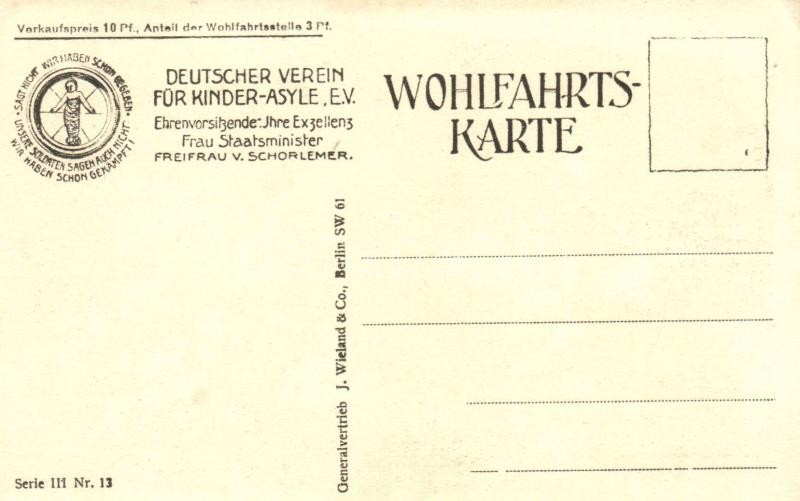 Verkaufspreis 10 Pf., Anteil der Wohlfahrtsstelle 3 Pf.
· SAGT NICHT WIR HABEN SCHON GEGEBEN ·
UNSERE SOLDATEN SAGEN AUCH NICHT:
WIR HABEN SCHON GEKÄMPFT!
DEUTSCHER VEREIN
FÜR KINDER-ASYLE, E.V.
Ehrenvorsitzende: Ihre Exzellenz
Frau Staatsminister
FREIFRAU V. SCHORLEMER.
WOHLFAHRTS-
KARTE
Generalvertrieb J. Wieland & Co., Berlin SW 61
Serie III Nr. 13